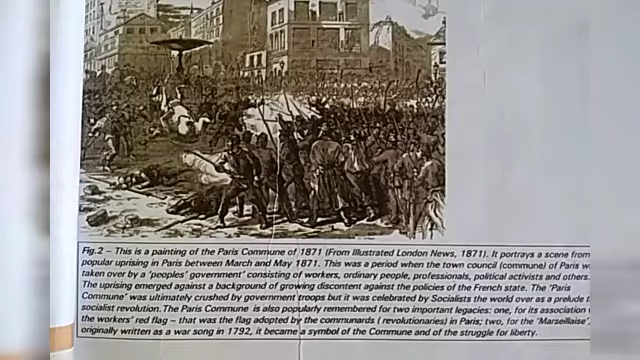 Fig.2 – This is a painting of the Paris Commune of 1871 (From Illustrated London News, 1871). It portrays a scene from
popular uprising in Paris between March and May 1871. This was a period when the town council (commune) of Paris w
taken over by a 'peoples' government' consisting of workers, ordinary people, professionals, political activists and others.
The uprising emerged against a background of growing discontent against the policies of the French state. The 'Paris
Commune' was ultimately crushed by government troops but it was celebrated by Socialists the world over as a prelude t
socialist revolution.The Paris Commune is also popularly remembered for two important legacies: one, for its association
the workers' red flag – that was the flag adopted by the communards ( revolutionaries) in Paris; two, for the 'Marseillaise',
originally written as a war song in 1792, it became a symbol of the Commune and of the struggle for liberty.